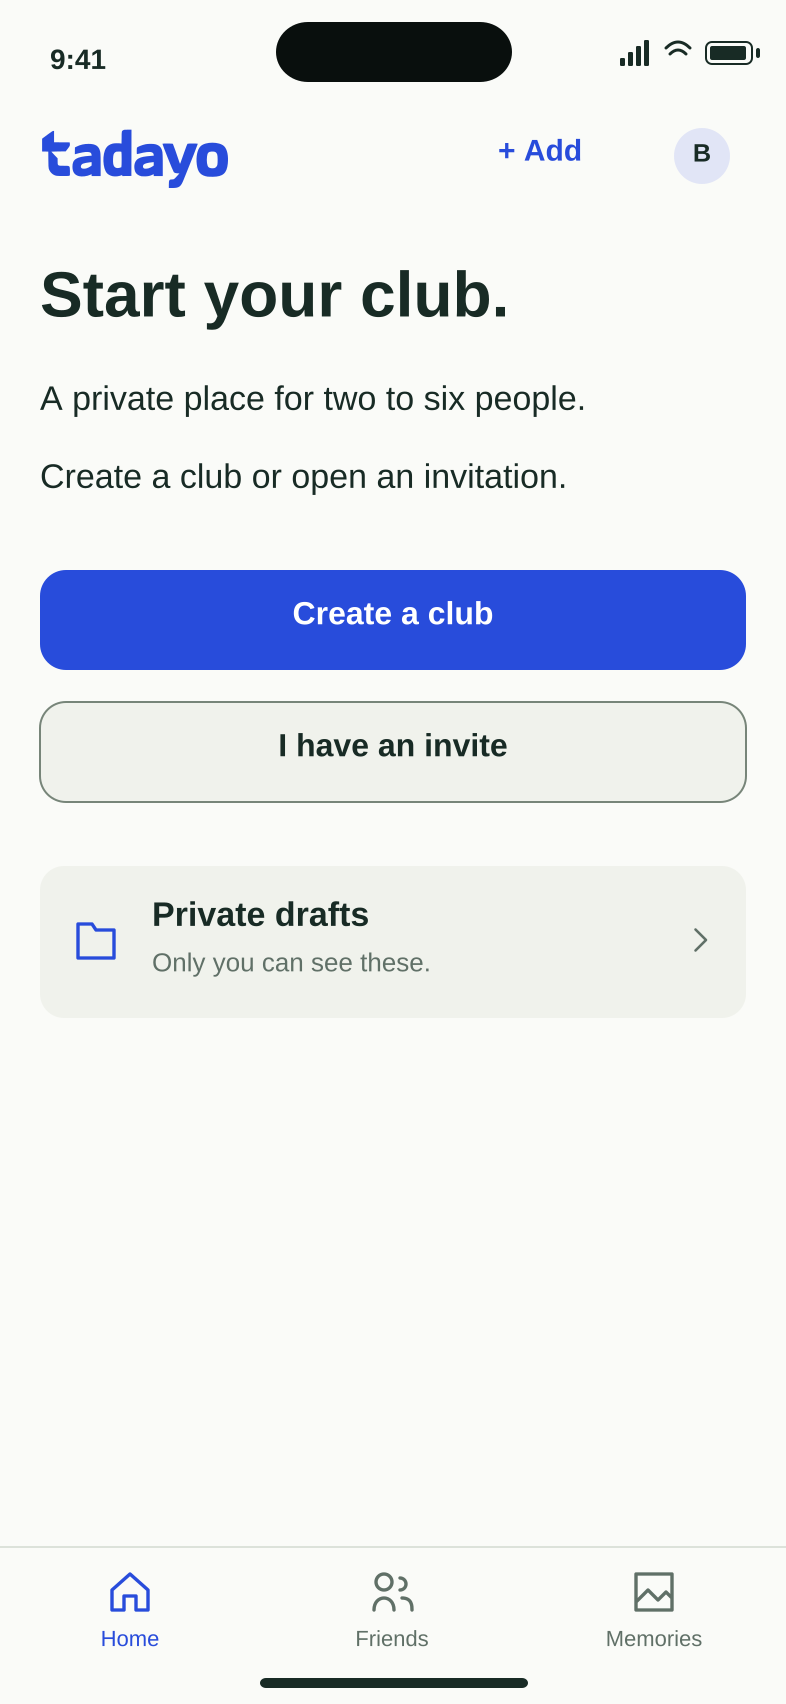 9:41
tadayo
+ Add
B
Start your club.
A private place for two to six people.
Create a club or open an invitation.
Create a club
I have an invite
Private drafts
Only you can see these.
Home
Friends
Memories